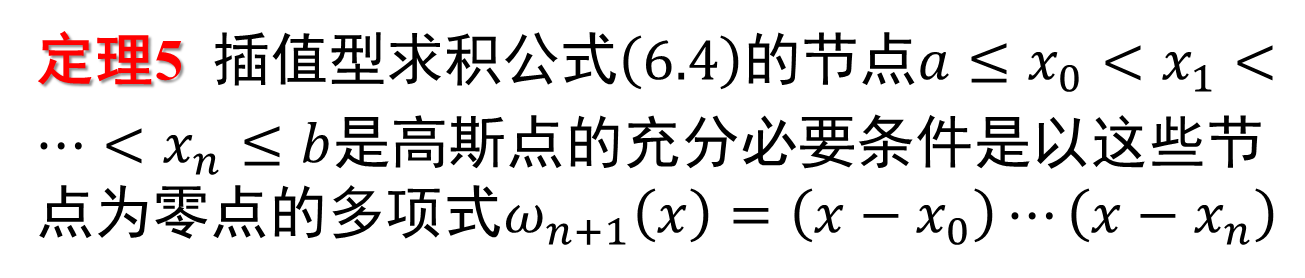 定理5 插值型求积公式(6.4)的节点a ≤ x₀ < x₁ <
⋯ < xₙ ≤ b是高斯点的充分必要条件是以这些节
点为零点的多项式ωₙ₊₁(x) = (x − x₀)⋯(x − xₙ)